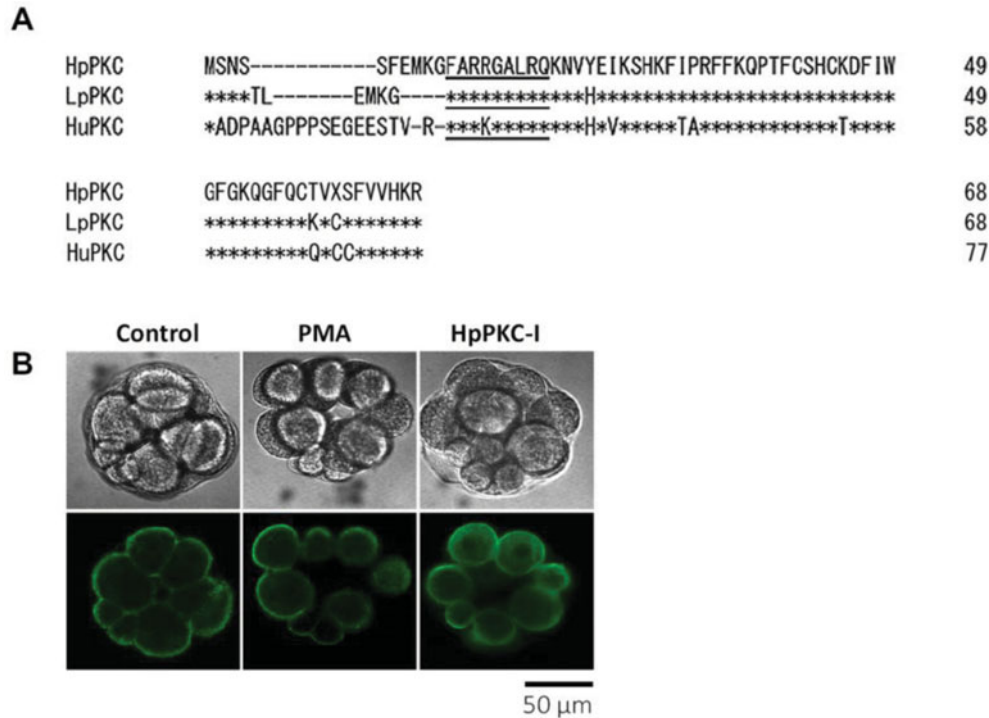 A
HpPKC MSNS-----------SFEMKGFARRGALRQKNVYEIKSHKFIPRFFKQPTFCSHCKDFIW 49
LpPKC ****TL-------EMKG----************H************************** 49
HuPKC *ADPAAGPPPSEGEESTV-R-***K********H*V*****TA************T**** 58
HpPKC GFGKQGFQCTVXSFVVHKR 68
LpPKC *********K*C******* 68
HuPKC *********Q*CC****** 77
Control PMA HpPKC-I
B
50 µm